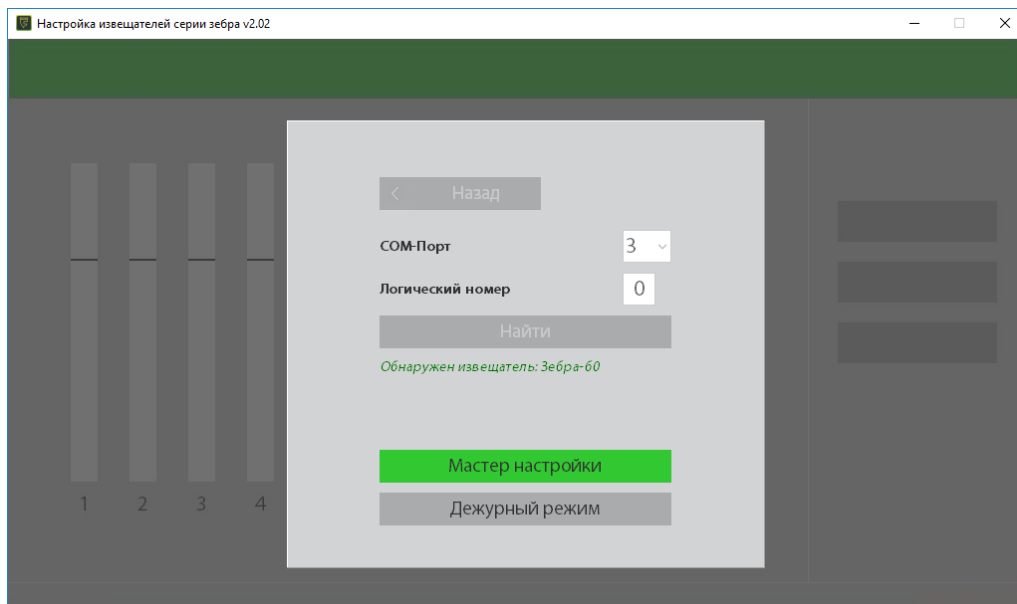 Настройка извещателей серии зебра v2.02
Назад
COM-Порт
3
Логический номер
0
Найти
Обнаружен извещатель: Зебра-60
Мастер настройки
Дежурный режим
1 2 3 4